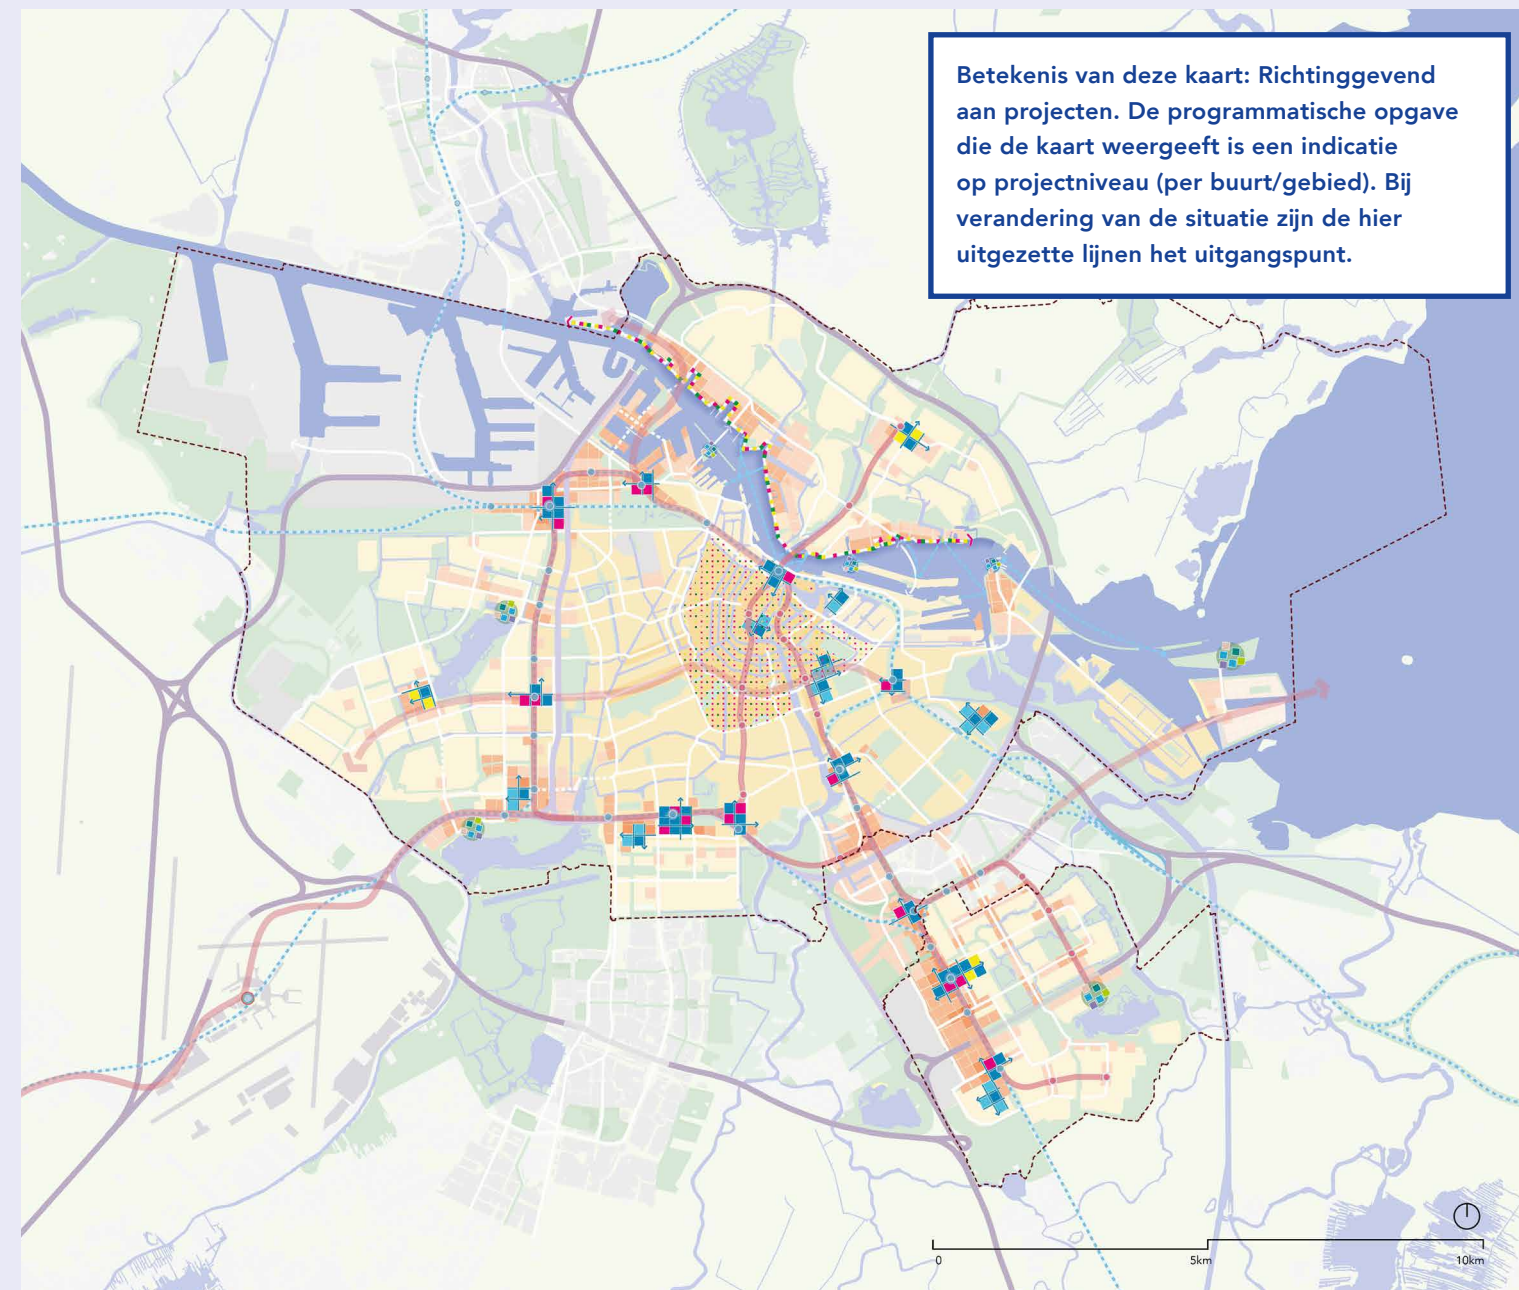 Betekenis van deze kaart: Richtinggevend
aan projecten. De programmatische opgave
die de kaart weergeeft is een indicatie
op projectniveau (per buurt/gebied). Bij
verandering van de situatie zijn de hier
uitgezette lijnen het uitgangspunt.
0 5km 10km